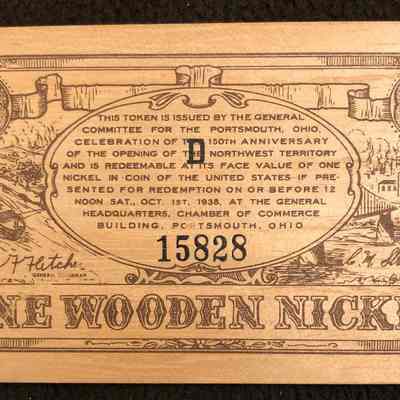 THIS TOKEN IS ISSUED BY THE GENERAL
COMMITTEE FOR THE PORTSMOUTH, OHIO,
CELEBRATION OF THE 150TH ANNIVERSARY
OF THE OPENING OF THE NORTHWEST TERRITORY
D
AND IS REDEEMABLE AT ITS FACE VALUE OF ONE
NICKEL IN COIN OF THE UNITED STATES IF PRE-
SENTED FOR REDEMPTION ON OR BEFORE 12
NOON SAT., OCT. 1ST, 1938, AT THE GENERAL
HEADQUARTERS, CHAMBER OF COMMERCE
BUILDING, PORTSMOUTH, OHIO
15828
GENERAL CHAIRMAN
NE WOODEN NICKE